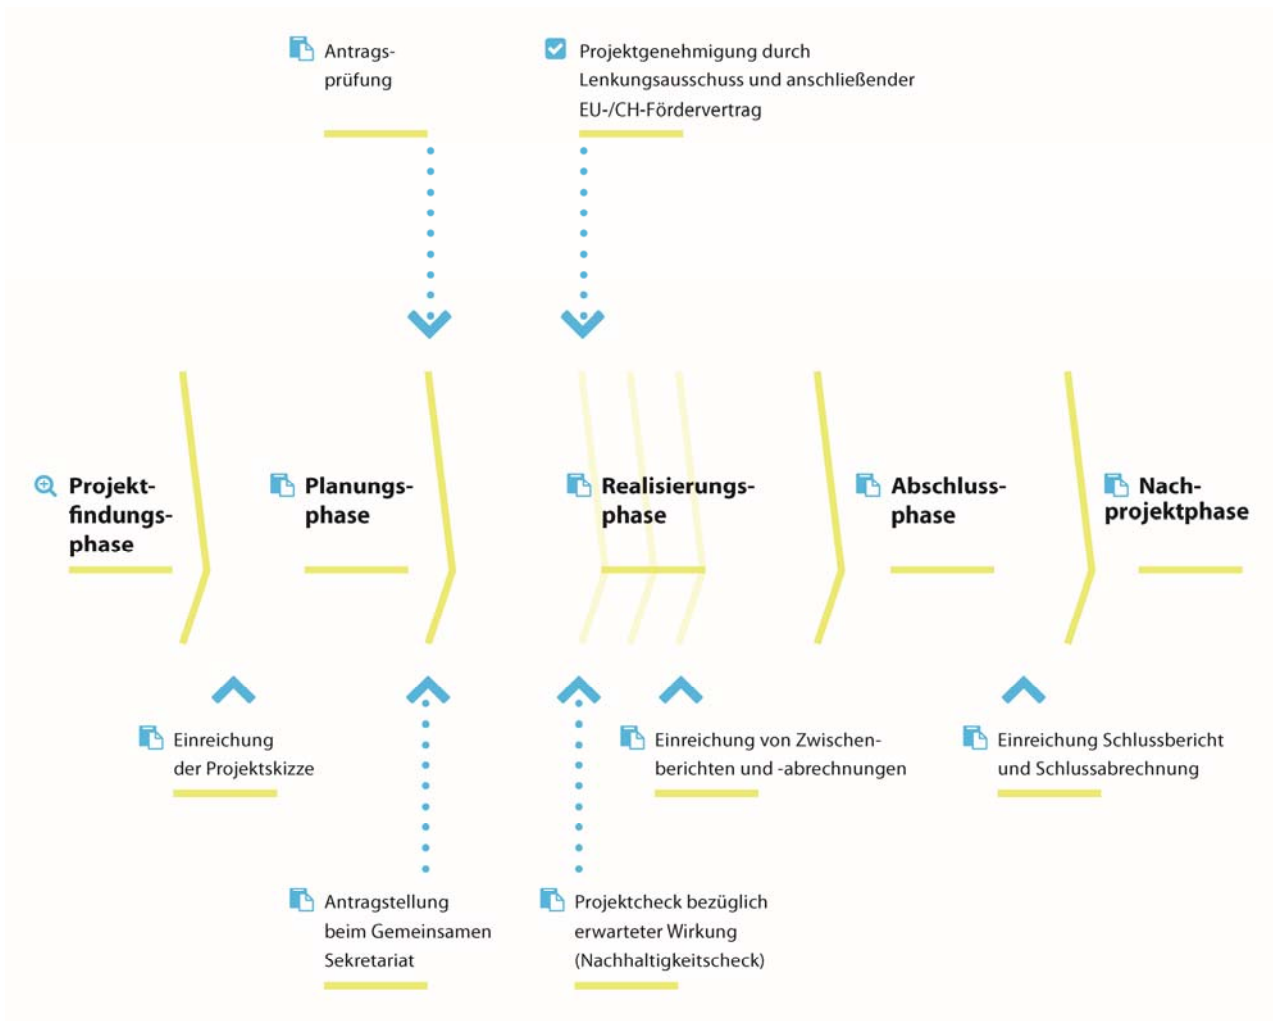 Antrags-
prüfung
Projektgenehmigung durch
Lenkungsausschuss und anschließender
EU-/CH-Fördervertrag
Projekt-
findungs-
phase
Planungs-
phase
Realisierungs-
phase
Abschluss-
phase
Nach-
projektphase
Einreichung
der Projektskizze
Einreichung von Zwischen-
berichten und -abrechnungen
Einreichung Schlussbericht
und Schlussabrechnung
Antragstellung
beim Gemeinsamen
Sekretariat
Projektcheck bezüglich
erwarteter Wirkung
(Nachhaltigkeitscheck)